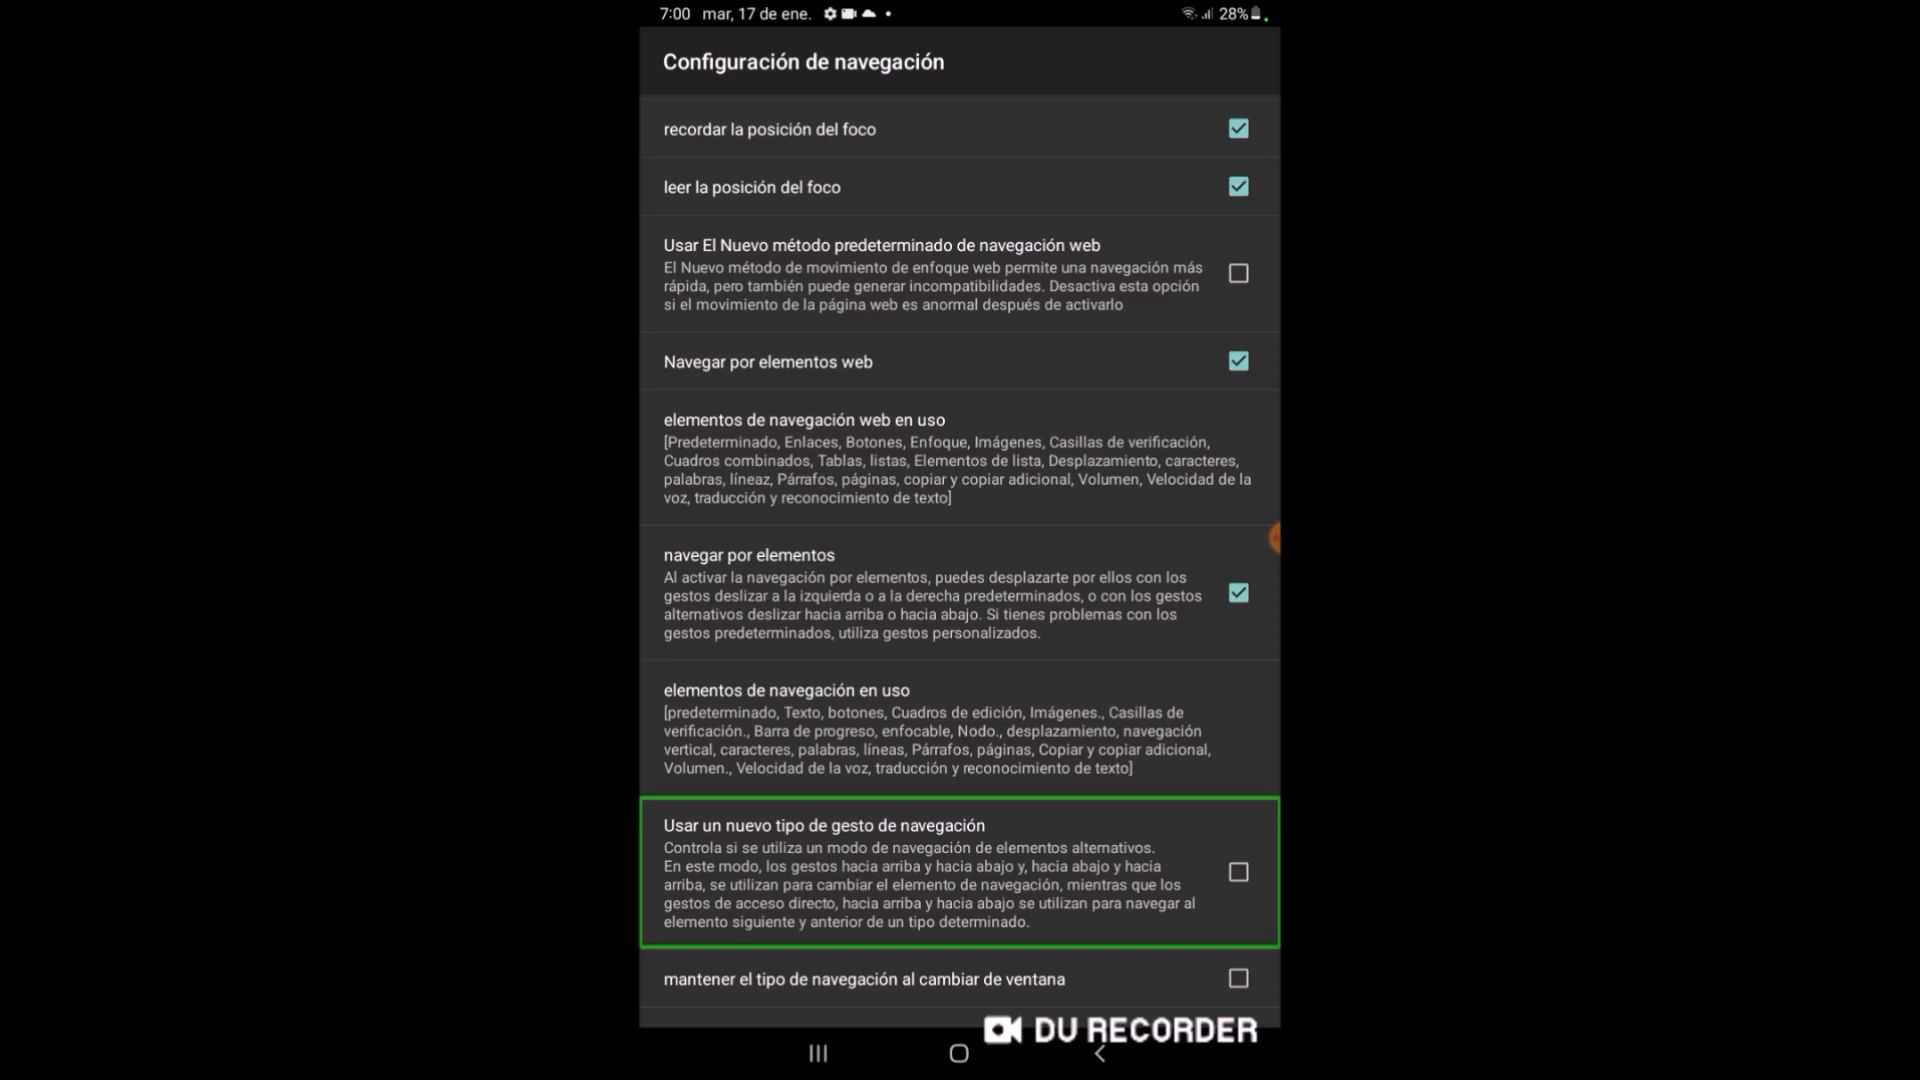 7:00 mar, 17 de ene. 28%
Configuración de navegación
recordar la posición del foco
leer la posición del foco
Usar El Nuevo método predeterminado de navegación web
El Nuevo método de movimiento de enfoque web permite una navegación más
rápida, pero también puede generar incompatibilidades. Desactiva esta opción
si el movimiento de la página web es anormal después de activarlo
Navegar por elementos web
elementos de navegación web en uso
[Predeterminado, Enlaces, Botones, Enfoque, Imágenes, Casillas de verificación,
Cuadros combinados, Tablas, listas, Elementos de lista, Desplazamiento, caracteres,
palabras, líneaz, Párrafos, páginas, copiar y copiar adicional, Volumen, Velocidad de la
voz, traducción y reconocimiento de texto]
navegar por elementos
Al activar la navegación por elementos, puedes desplazarte por ellos con los
gestos deslizar a la izquierda o a la derecha predeterminados, o con los gestos
alternativos deslizar hacia arriba o hacia abajo. Si tienes problemas con los
gestos predeterminados, utiliza gestos personalizados.
elementos de navegación en uso
[predeterminado, Texto, botones, Cuadros de edición, Imágenes., Casillas de
verificación., Barra de progreso, enfocable, Nodo., desplazamiento, navegación
vertical, caracteres, palabras, líneas, Párrafos, páginas, Copiar y copiar adicional,
Volumen., Velocidad de la voz, traducción y reconocimiento de texto]
Usar un nuevo tipo de gesto de navegación
Controla si se utiliza un modo de navegación de elementos alternativos.
En este modo, los gestos hacia arriba y hacia abajo y, hacia abajo y hacia
arriba, se utilizan para cambiar el elemento de navegación, mientras que los
gestos de acceso directo, hacia arriba y hacia abajo se utilizan para navegar al
elemento siguiente y anterior de un tipo determinado.
mantener el tipo de navegación al cambiar de ventana
DU RECORDER